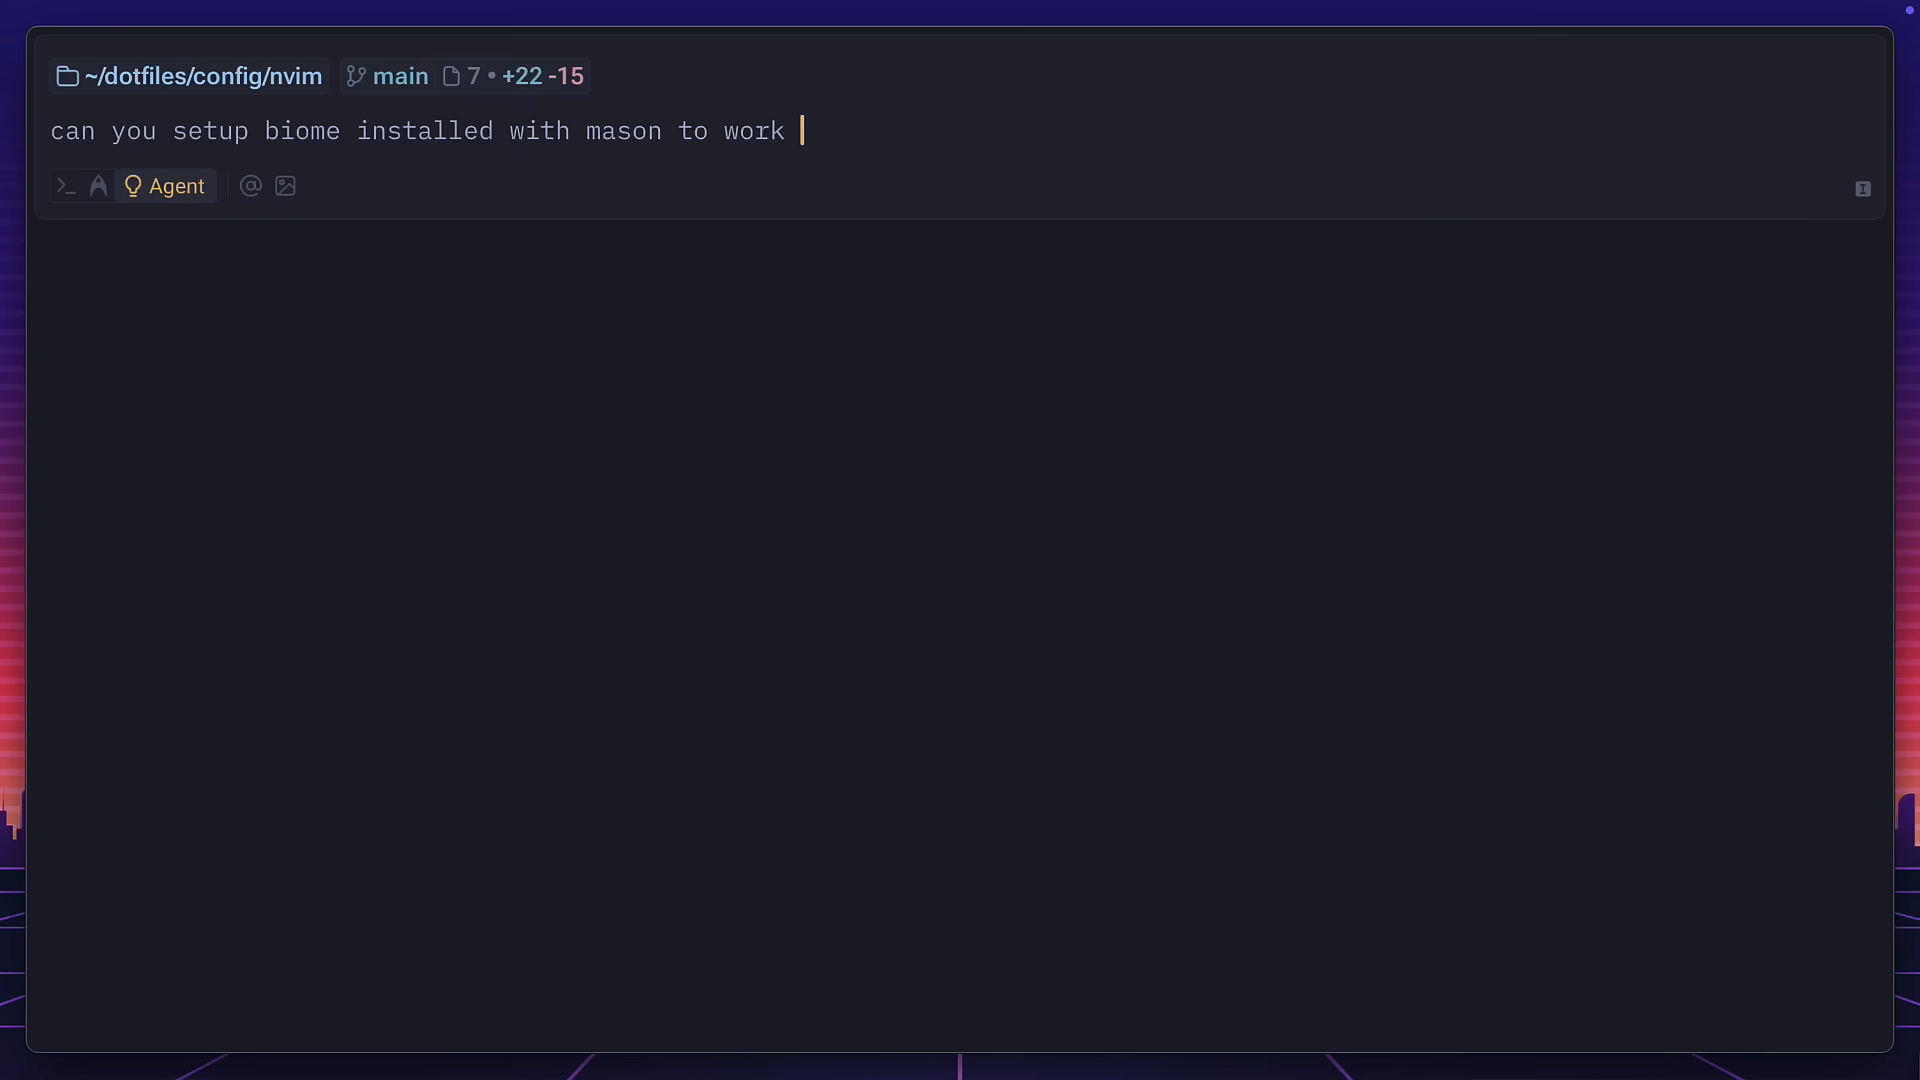 ~/dotfiles/config/nvim main 7 • +22 -15
can you setup biome installed with mason to work
Agent